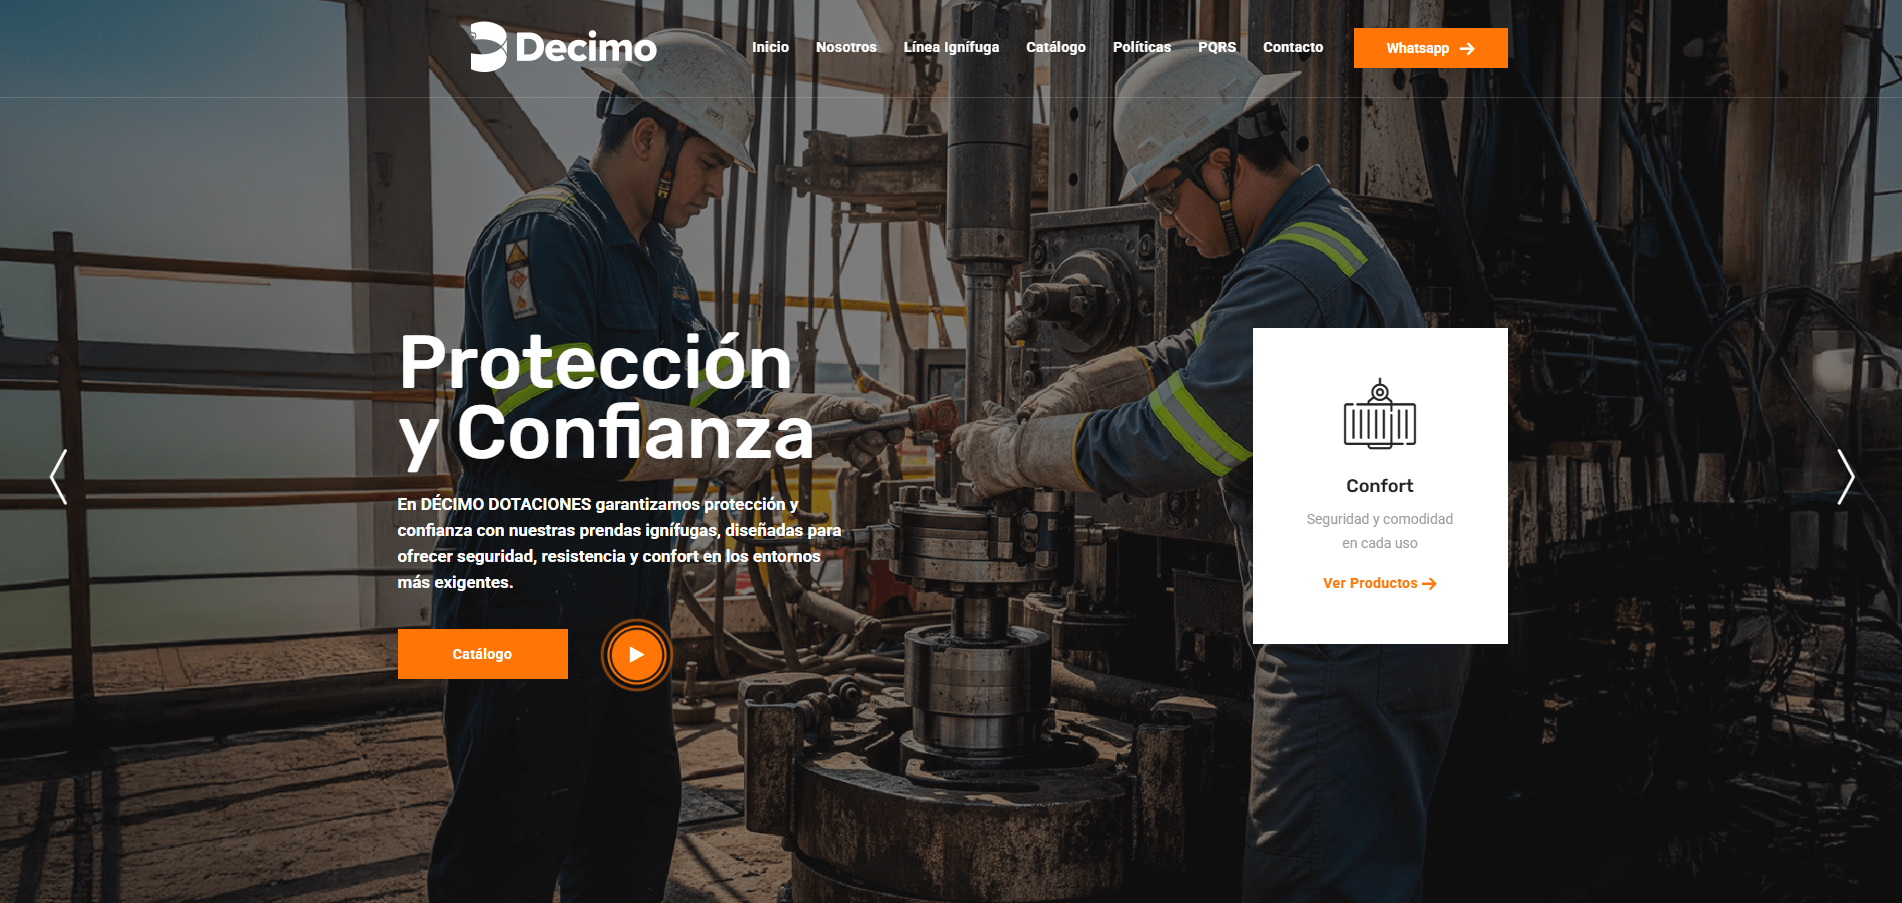 Decimo
Inicio Nosotros Línea Ignífuga Catálogo Políticas PQRS Contacto Whatsapp
Protección
y Confianza
En DÉCIMO DOTACIONES garantizamos protección y
confianza con nuestras prendas ignífugas, diseñadas para
ofrecer seguridad, resistencia y confort en los entornos
más exigentes.
Catálogo
Confort
Seguridad y comodidad
en cada uso
Ver Productos